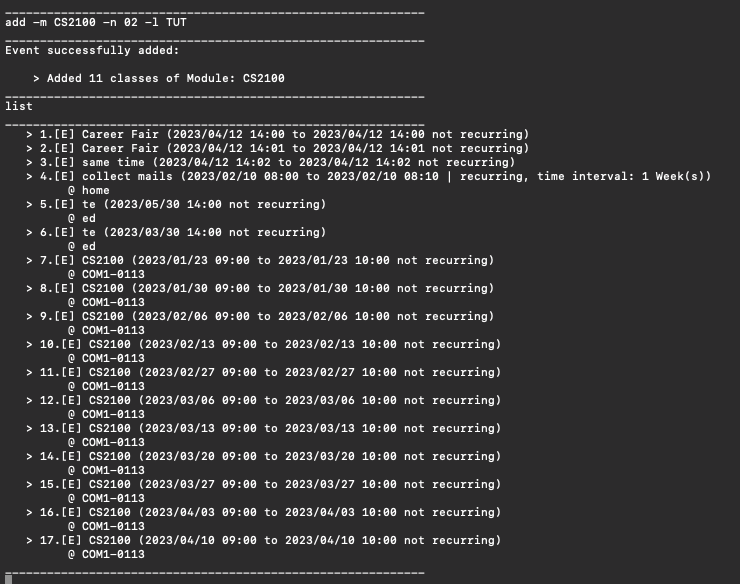 ____________________________________________________________
add -m CS2100 -n 02 -l TUT
____________________________________________________________
Event successfully added:
> Added 11 classes of Module: CS2100
____________________________________________________________
list
____________________________________________________________
> 1.[E] Career Fair (2023/04/12 14:00 to 2023/04/12 14:00 not recurring)
> 2.[E] Career Fair (2023/04/12 14:01 to 2023/04/12 14:01 not recurring)
> 3.[E] same time (2023/04/12 14:02 to 2023/04/12 14:02 not recurring)
> 4.[E] collect mails (2023/02/10 08:00 to 2023/02/10 08:10 | recurring, time interval: 1 Week(s))
@ home
> 5.[E] te (2023/05/30 14:00 not recurring)
@ ed
> 6.[E] te (2023/03/30 14:00 not recurring)
@ ed
> 7.[E] CS2100 (2023/01/23 09:00 to 2023/01/23 10:00 not recurring)
@ COM1-0113
> 8.[E] CS2100 (2023/01/30 09:00 to 2023/01/30 10:00 not recurring)
@ COM1-0113
> 9.[E] CS2100 (2023/02/06 09:00 to 2023/02/06 10:00 not recurring)
@ COM1-0113
> 10.[E] CS2100 (2023/02/13 09:00 to 2023/02/13 10:00 not recurring)
@ COM1-0113
> 11.[E] CS2100 (2023/02/27 09:00 to 2023/02/27 10:00 not recurring)
@ COM1-0113
> 12.[E] CS2100 (2023/03/06 09:00 to 2023/03/06 10:00 not recurring)
@ COM1-0113
> 13.[E] CS2100 (2023/03/13 09:00 to 2023/03/13 10:00 not recurring)
@ COM1-0113
> 14.[E] CS2100 (2023/03/20 09:00 to 2023/03/20 10:00 not recurring)
@ COM1-0113
> 15.[E] CS2100 (2023/03/27 09:00 to 2023/03/27 10:00 not recurring)
@ COM1-0113
> 16.[E] CS2100 (2023/04/03 09:00 to 2023/04/03 10:00 not recurring)
@ COM1-0113
> 17.[E] CS2100 (2023/04/10 09:00 to 2023/04/10 10:00 not recurring)
@ COM1-0113
____________________________________________________________